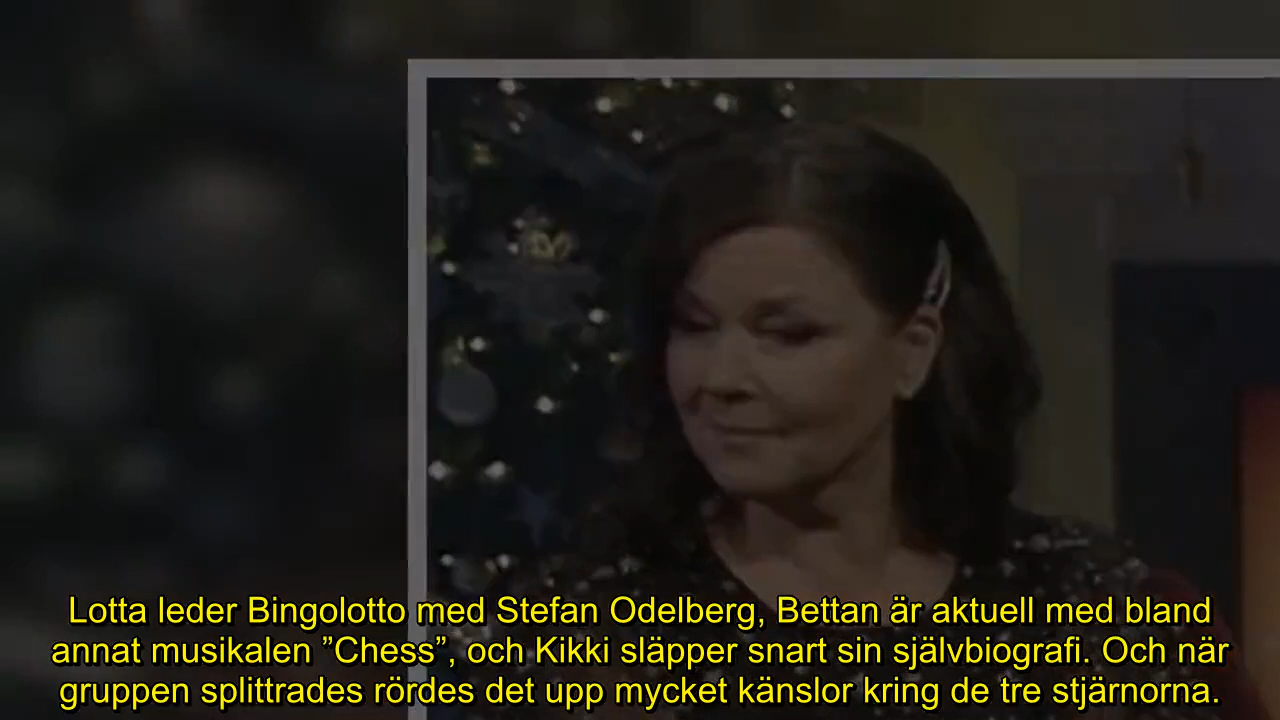 Lotta leder Bingolotto med Stefan Odelberg, Bettan är aktuell med bland
annat musikalen ”Chess”, och Kikki släpper snart sin självbiografi. Och när
gruppen splittrades rördes det upp mycket känslor kring de tre stjärnorna.